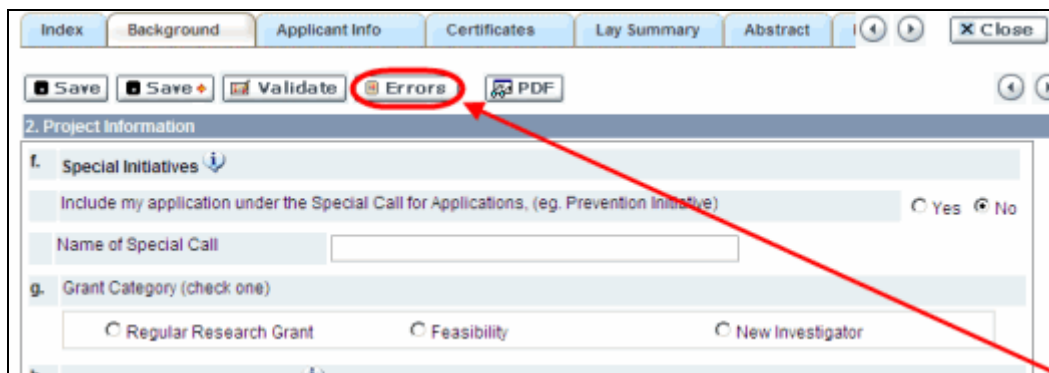 Index Background Applicant Info Certificates Lay Summary Abstract Close
Save Save Validate Errors PDF
2. Project Information
f. Special Initiatives
Include my application under the Special Call for Applications, (eg. Prevention Initiative) Yes No
Name of Special Call
g. Grant Category (check one)
Regular Research Grant Feasibility New Investigator